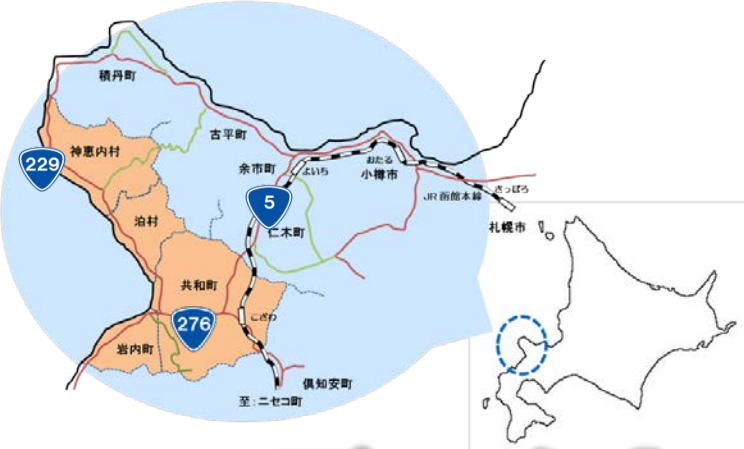 積丹町
古平町
神恵内村
229
余市町
よいち
おたる
小樽市
5
JR函館本線
さっぽろ
札幌市
泊村
仁木町
共和町
276
こざわ
岩内町
倶知安町
至：ニセコ町